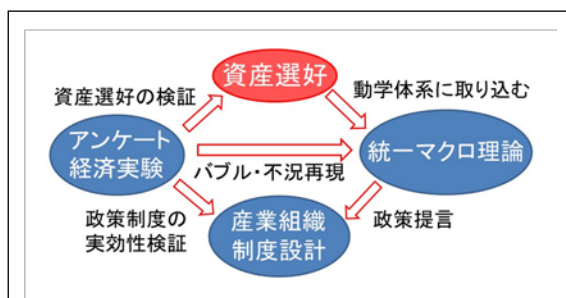 資産選好
資産選好の検証
動学体系に取り込む
アンケート
経済実験
統一マクロ理論
バブル・不況再現
政策制度の
実効性検証
産業組織
制度設計
政策提言